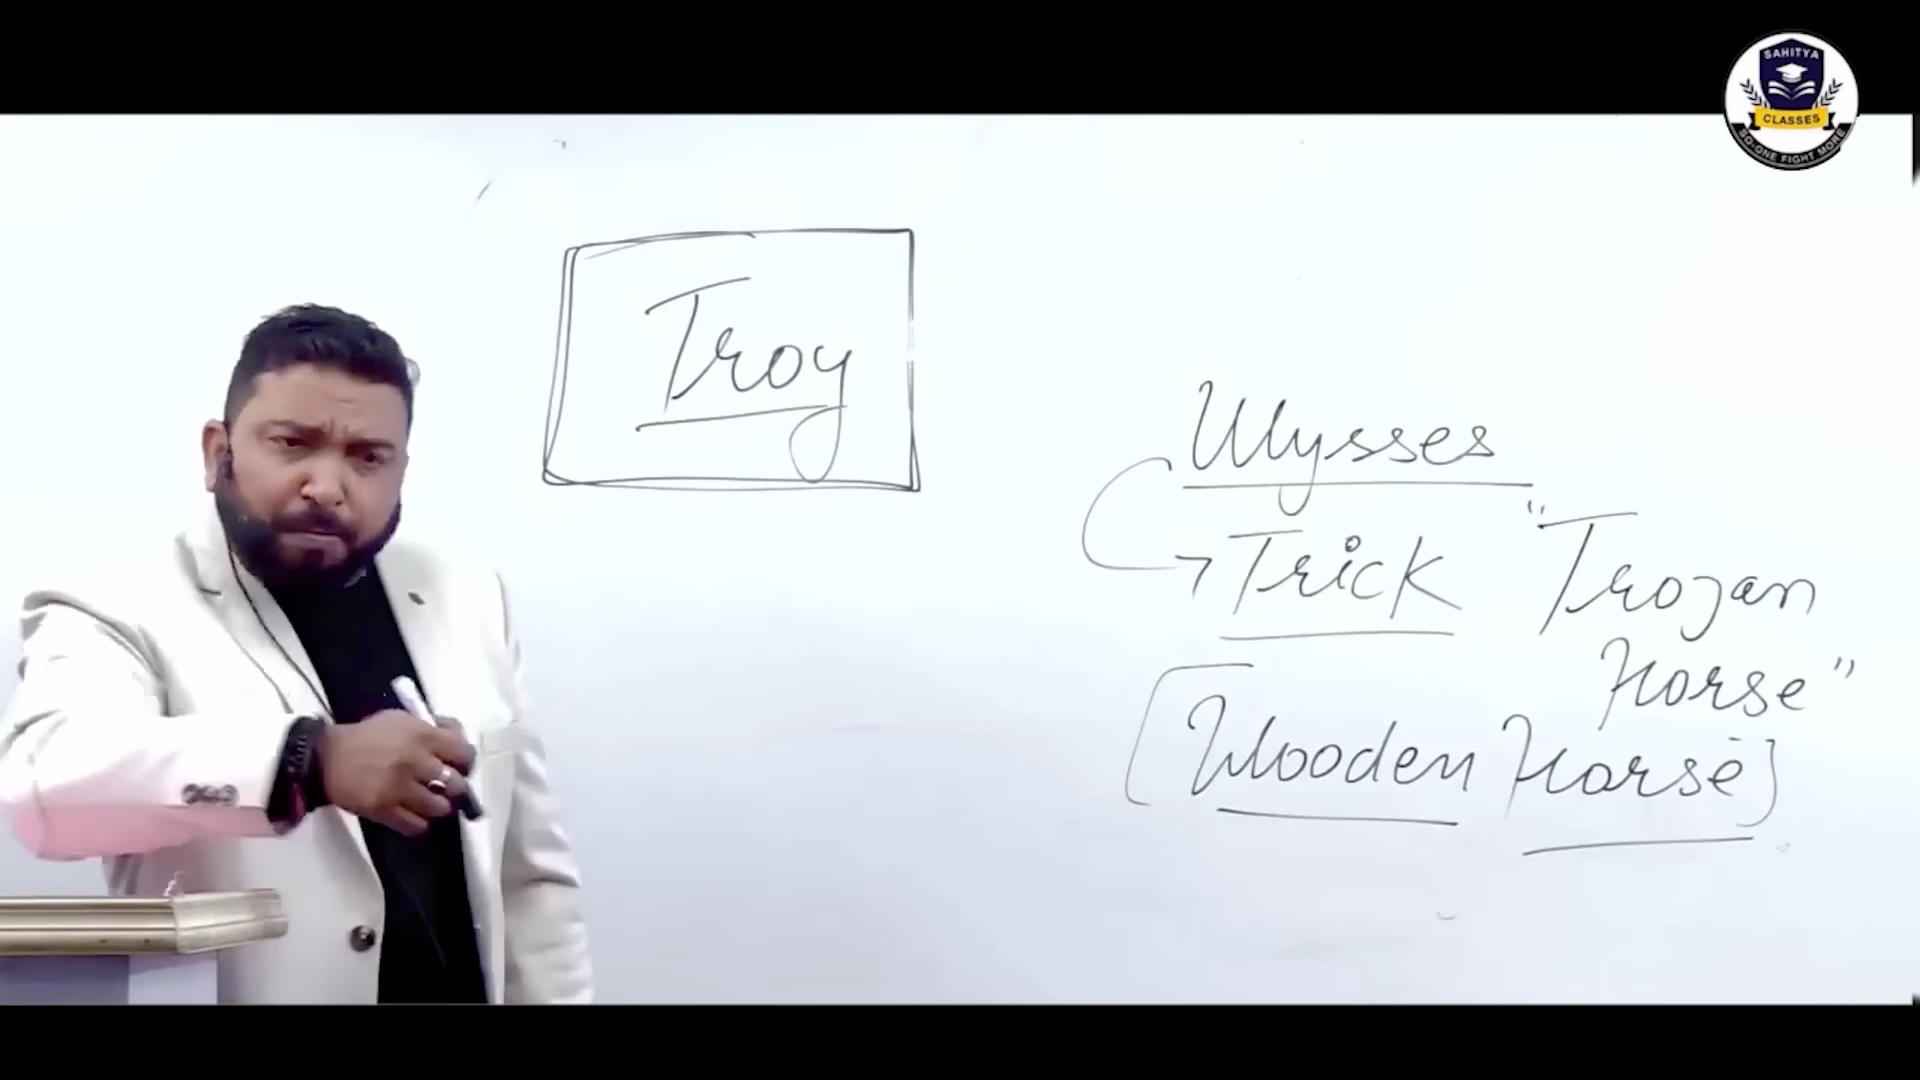 SAHITYA
CLASSES
Troy
Ulysses
Trick "Trojan
Horse"
[Wooden Horse]